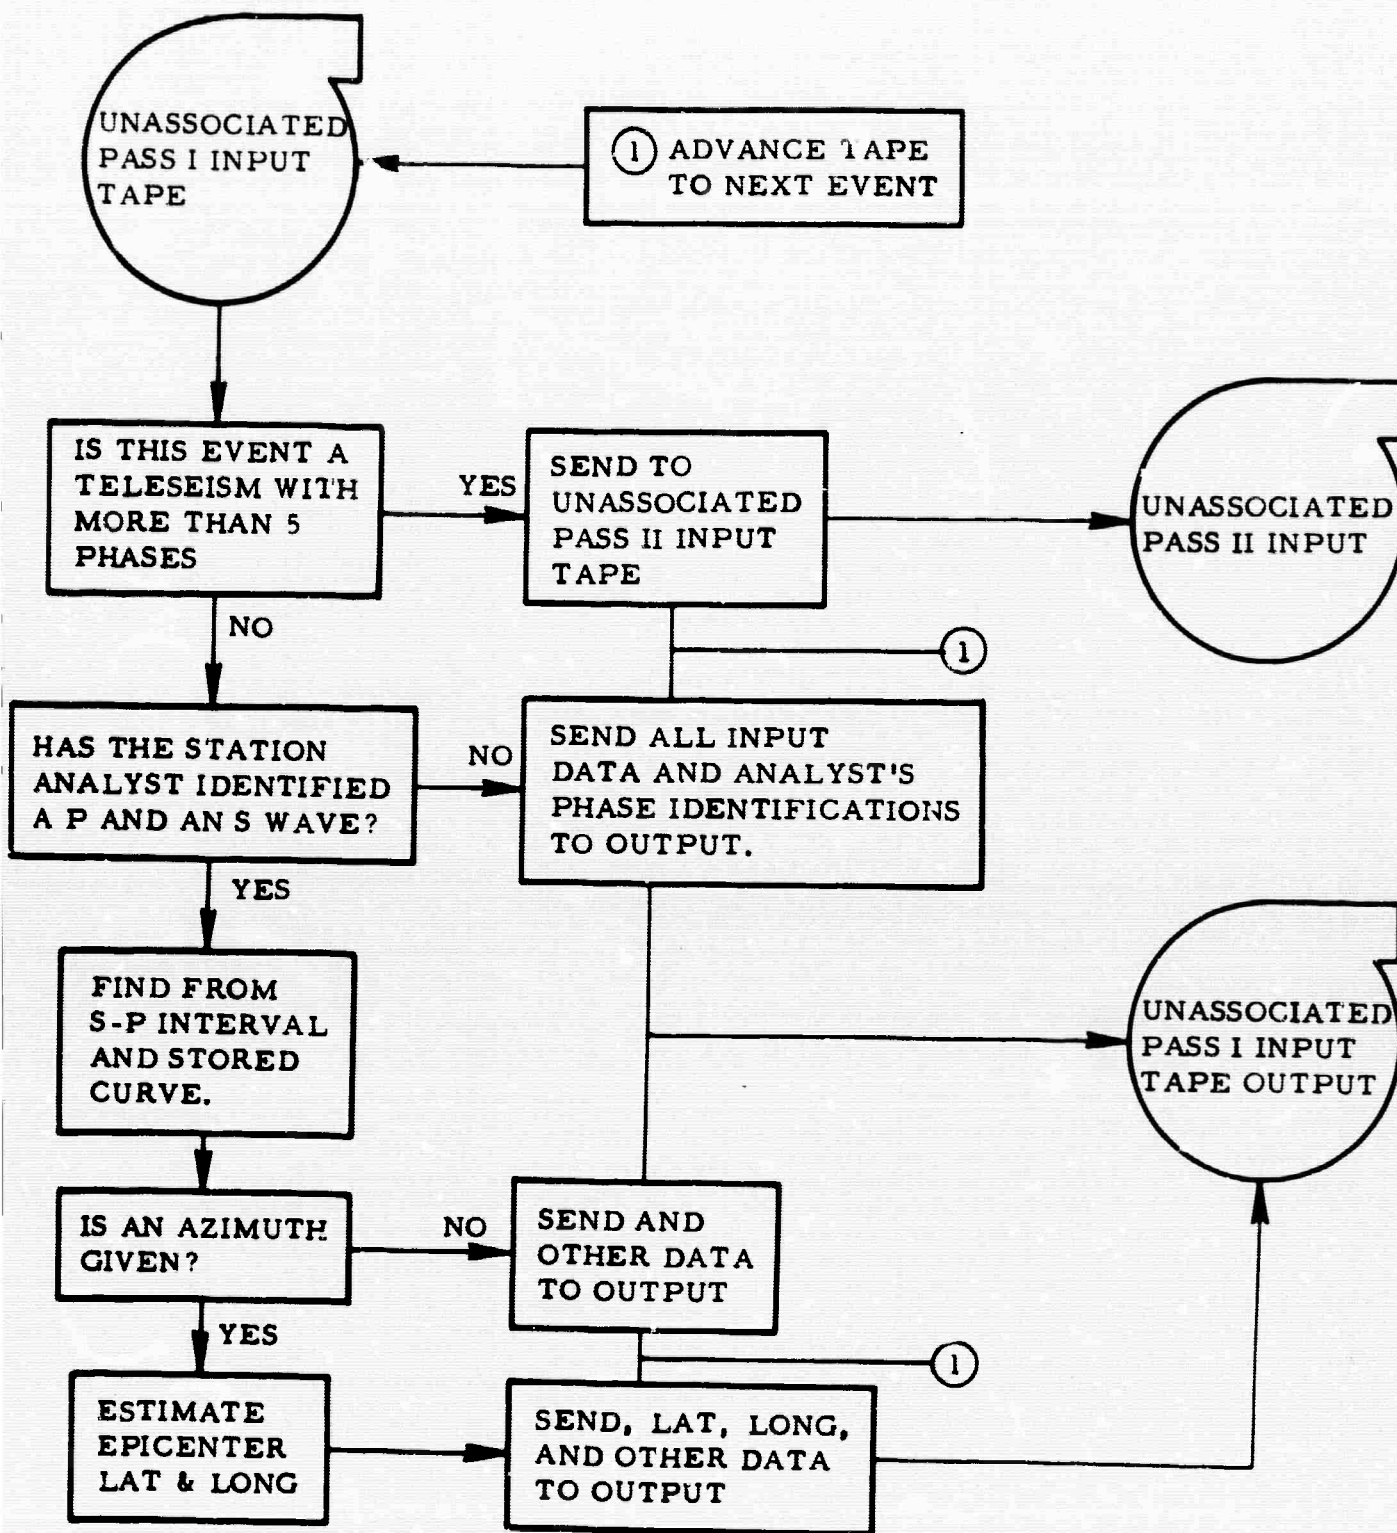 UNASSOCIATED
PASS I INPUT
TAPE
1 ADVANCE TAPE
TO NEXT EVENT
IS THIS EVENT A
TELESEISM WITH
MORE THAN 5
PHASES
YES
SEND TO
UNASSOCIATED
PASS II INPUT
TAPE
UNASSOCIATED
PASS II INPUT
NO
1
HAS THE STATION
ANALYST IDENTIFIED
A P AND AN S WAVE?
NO
SEND ALL INPUT
DATA AND ANALYST'S
PHASE IDENTIFICATIONS
TO OUTPUT.
YES
FIND FROM
S-P INTERVAL
AND STORED
CURVE.
UNASSOCIATED
PASS I INPUT
TAPE OUTPUT
IS AN AZIMUTH
GIVEN?
NO
SEND AND
OTHER DATA
TO OUTPUT
YES
1
ESTIMATE
EPICENTER
LAT & LONG
SEND, LAT, LONG,
AND OTHER DATA
TO OUTPUT